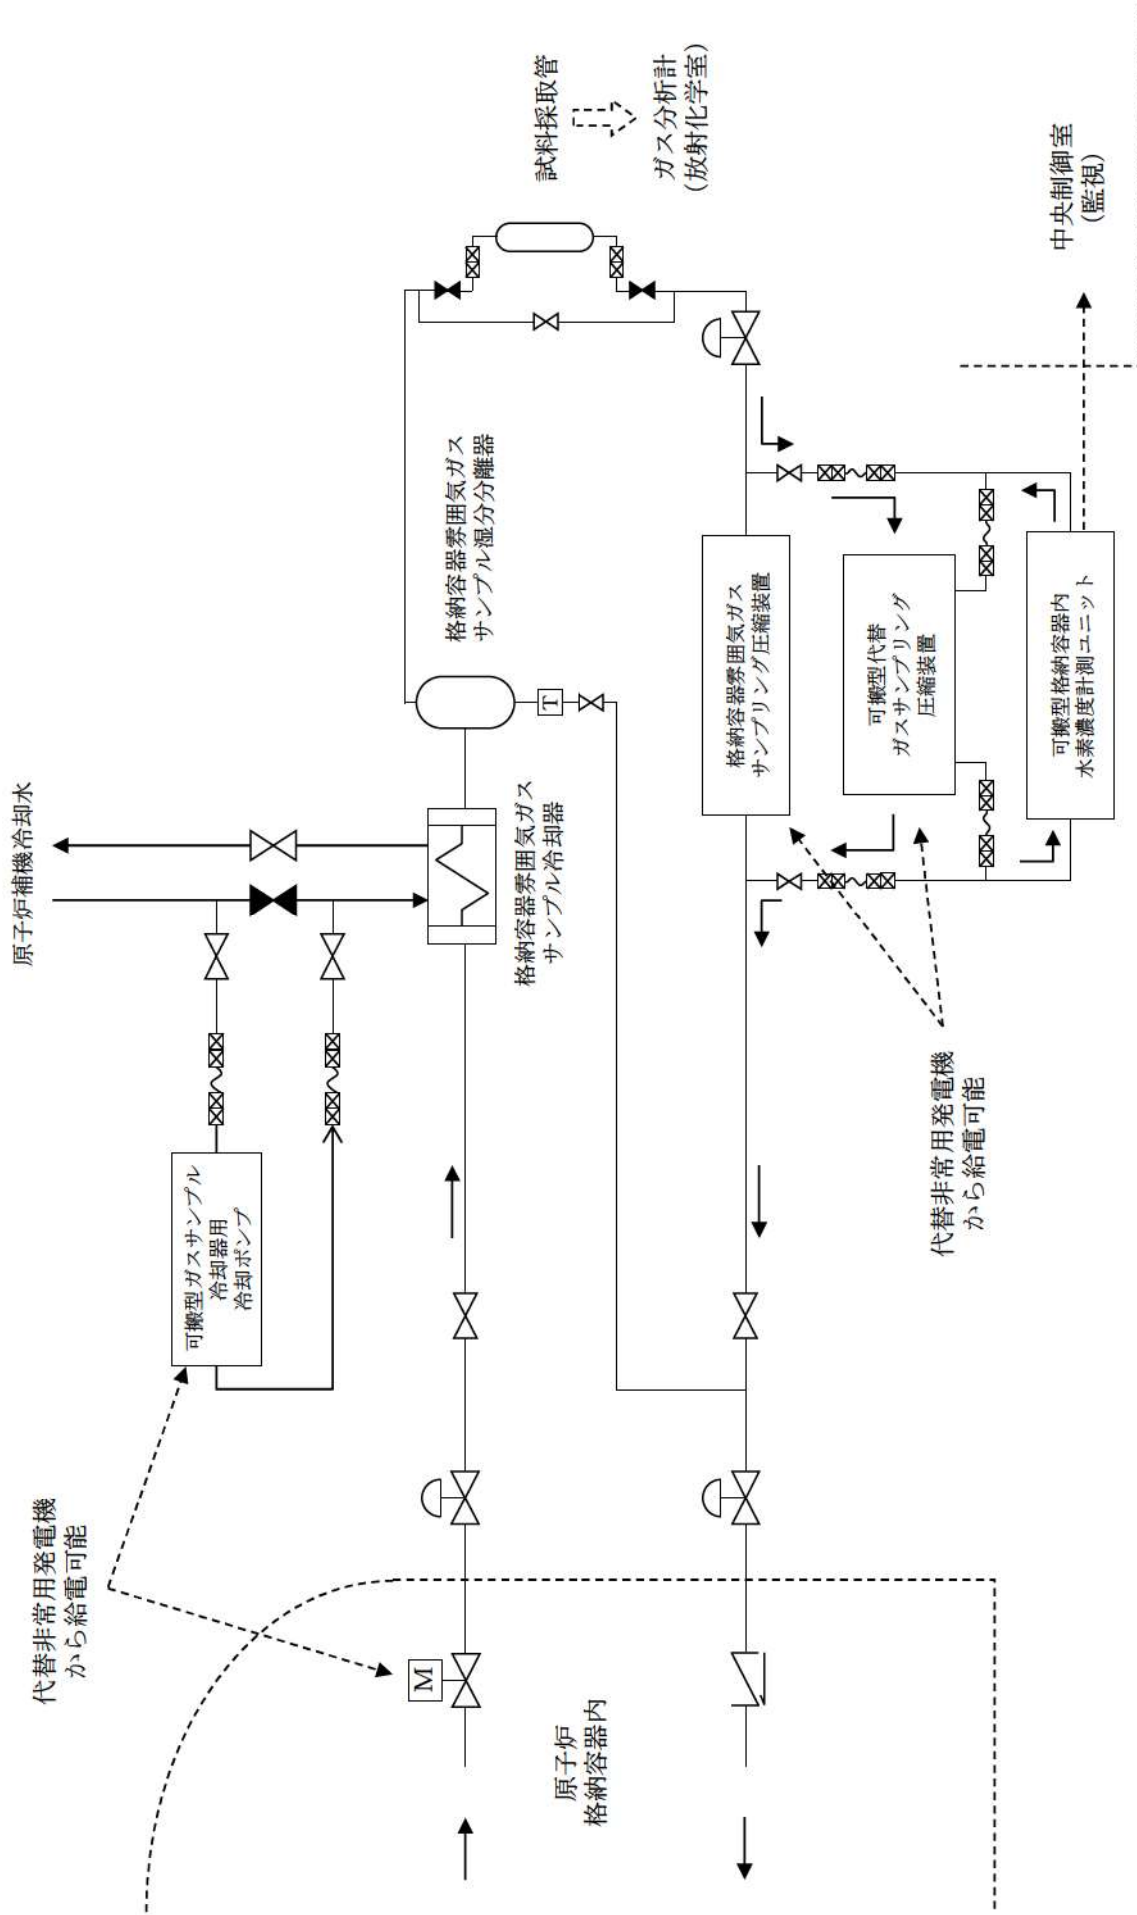 代替非常用発電機
から給電可能
原子炉補機冷却水
可搬型ガスサンプル
冷却器用
冷却ポンプ
M
原子炉
格納容器内
格納容器雰囲気ガス
サンプル冷却器
T
格納容器雰囲気ガス
サンプル湿分分離器
試料採取管
ガス分析計
(放射化学室)
格納容器雰囲気ガス
サンプリング圧縮装置
可搬型代替
ガスサンプリング
圧縮装置
可搬型格納容器内
水素濃度計測ユニット
代替非常用発電機
から給電可能
中央制御室
(監視)